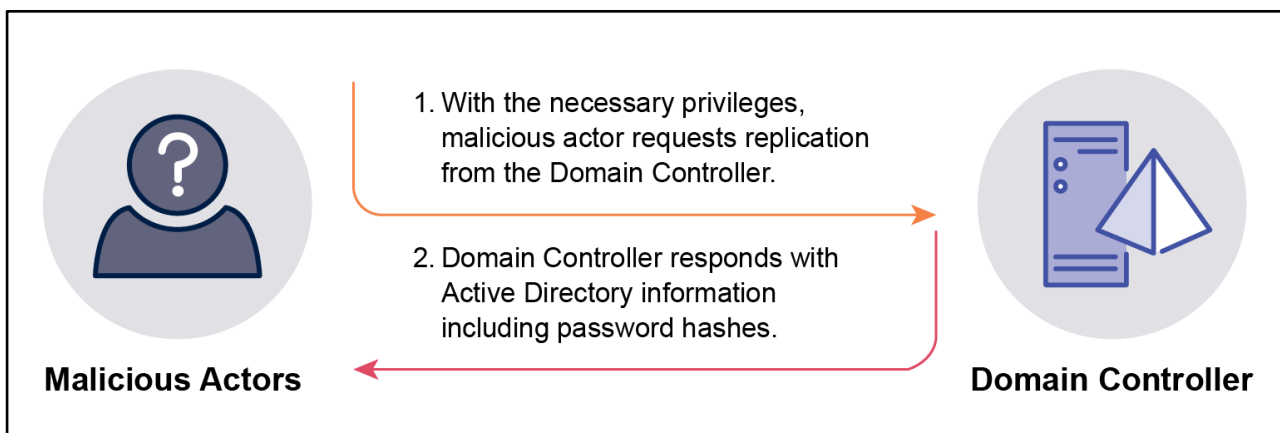 1. With the necessary privileges,
malicious actor requests replication
from the Domain Controller.
2. Domain Controller responds with
Active Directory information
including password hashes.
Malicious Actors
Domain Controller